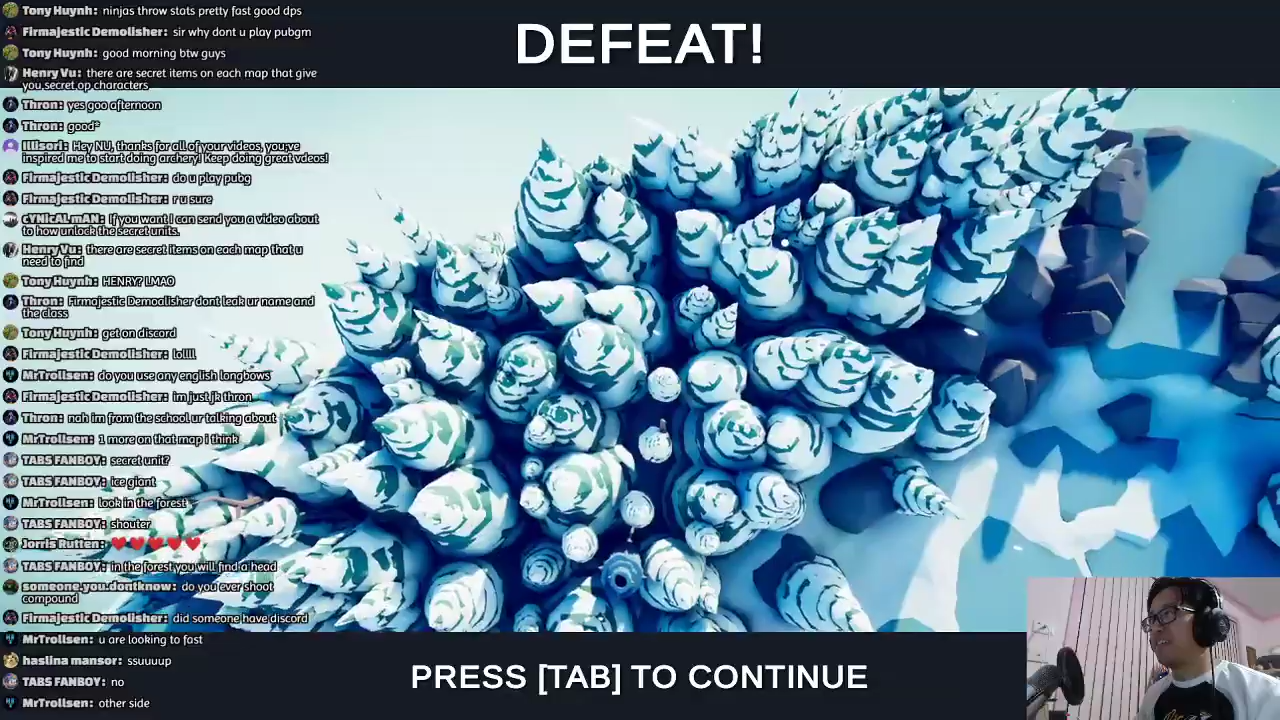 Tony Huynh: ninjas throw stats pretty fast good dps
DEFEAT!
Firmajestic Demolisher: sir why dont u play pubgm
Tony Huynh: good morning btw guys
Henry Vu: there are secret items on each map that give
you,secret op characters
Thron: yes goo afternoon
Thron: good*
Illisori: Hey NU, thanks for all of your videos, you;ve
inspired me to start doing archery! Keep doing great vdeos!
Firmajestic Demolisher: do u play pubg
Firmajestic Demolisher: r u sure
cYNiCAL mAN: If you want I can send you a video about
to how unlock the secret units.
Henry Vu: there are secret items on each map that u
need to find
Tony Huynh: HENRY? LMAO
Thron: Firmajestic Demoolisher dont leak ur name and
the class
Tony Huynh: get on discord
Firmajestic Demolisher: lollll
MrTrollsen: do you use any english longbows
Firmajestic Demolisher: im just jk thron
Thron: nah im from the school ur talking about
MrTrollsen: 1 more on that map i think
TABS FANBOY: secret unit?
TABS FANBOY: ice giant
MrTrollsen: look in the forest
TABS FANBOY: shouter
Jorris Rutten: ❤❤❤❤❤
TABS FANBOY: in the forest you will find a head
someone.you.dontknow: do you ever shoot
compound
Firmajestic Demolisher: did someone have discord
MrTrollsen: u are looking to fast
haslina mansor: ssuuuup
TABS FANBOY: no
MrTrollsen: other side
PRESS [TAB] TO CONTINUE